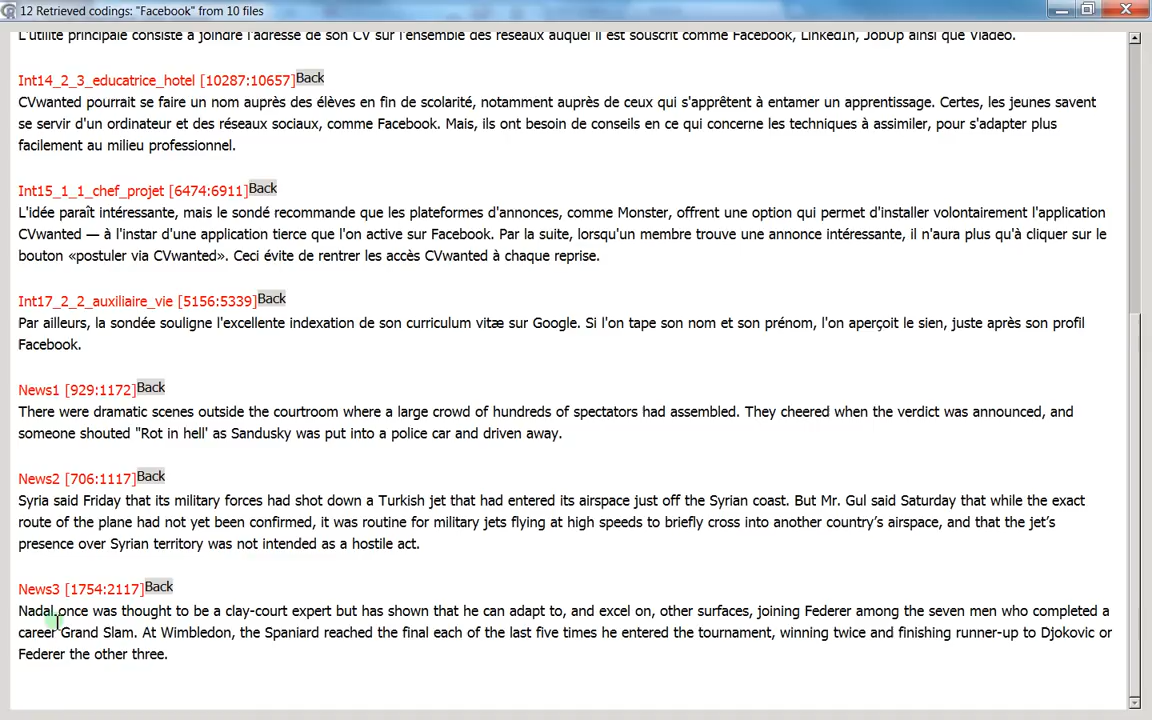 12 Retrieved codings: "Facebook" from 10 files
L'utilité principale consiste à joindre l'adresse de son CV sur l'ensemble des réseaux auquel il est souscrit comme Facebook, LinkedIn, JobUp ainsi que Viadeo.
Int14_2_3_educatrice_hotel [10287:10657]Back
CVwanted pourrait se faire un nom auprès des élèves en fin de scolarité, notamment auprès de ceux qui s'apprêtent à entamer un apprentissage. Certes, les jeunes savent
se servir d'un ordinateur et des réseaux sociaux, comme Facebook. Mais, ils ont besoin de conseils en ce qui concerne les techniques à assimiler, pour s'adapter plus
facilement au milieu professionnel.
Int15_1_1_chef_projet [6474:6911]Back
L'idée paraît intéressante, mais le sondé recommande que les plateformes d'annonces, comme Monster, offrent une option qui permet d'installer volontairement l'application
CVwanted — à l'instar d'une application tierce que l'on active sur Facebook. Par la suite, lorsqu'un membre trouve une annonce intéressante, il n'aura plus qu'à cliquer sur le
bouton «postuler via CVwanted». Ceci évite de rentrer les accès CVwanted à chaque reprise.
Int17_2_2_auxiliaire_vie [5156:5339]Back
Par ailleurs, la sondée souligne l'excellente indexation de son curriculum vitæ sur Google. Si l'on tape son nom et son prénom, l'on aperçoit le sien, juste après son profil
Facebook.
News1 [929:1172]Back
There were dramatic scenes outside the courtroom where a large crowd of hundreds of spectators had assembled. They cheered when the verdict was announced, and
someone shouted "Rot in hell' as Sandusky was put into a police car and driven away.
News2 [706:1117]Back
Syria said Friday that its military forces had shot down a Turkish jet that had entered its airspace just off the Syrian coast. But Mr. Gul said Saturday that while the exact
route of the plane had not yet been confirmed, it was routine for military jets flying at high speeds to briefly cross into another country’s airspace, and that the jet’s
presence over Syrian territory was not intended as a hostile act.
News3 [1754:2117]Back
Nadal once was thought to be a clay-court expert but has shown that he can adapt to, and excel on, other surfaces, joining Federer among the seven men who completed a
career Grand Slam. At Wimbledon, the Spaniard reached the final each of the last five times he entered the tournament, winning twice and finishing runner-up to Djokovic or
Federer the other three.